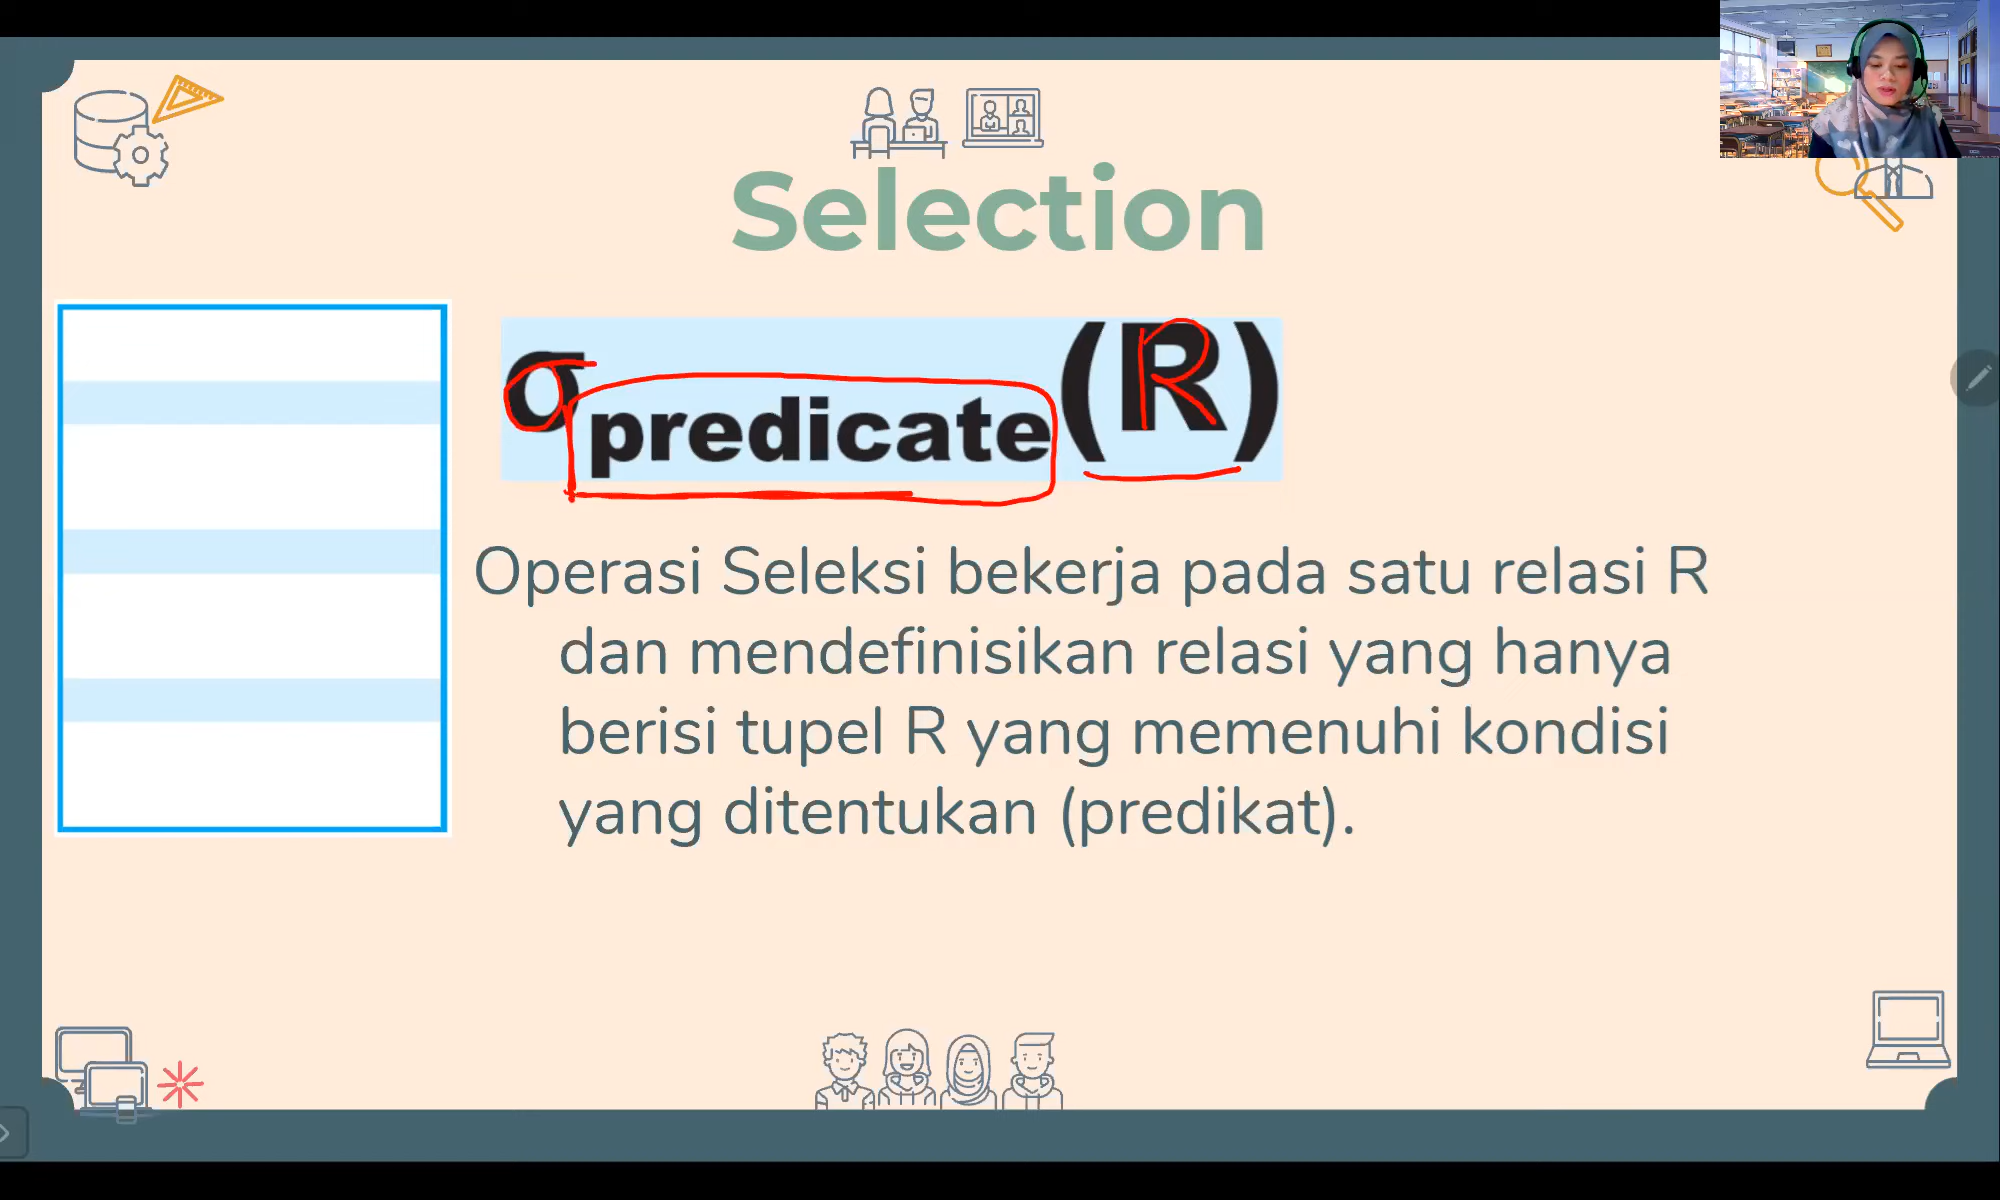 Selection
σpredicate(R)
Operasi Seleksi bekerja pada satu relasi R
dan mendefinisikan relasi yang hanya
berisi tupel R yang memenuhi kondisi
yang ditentukan (predikat).